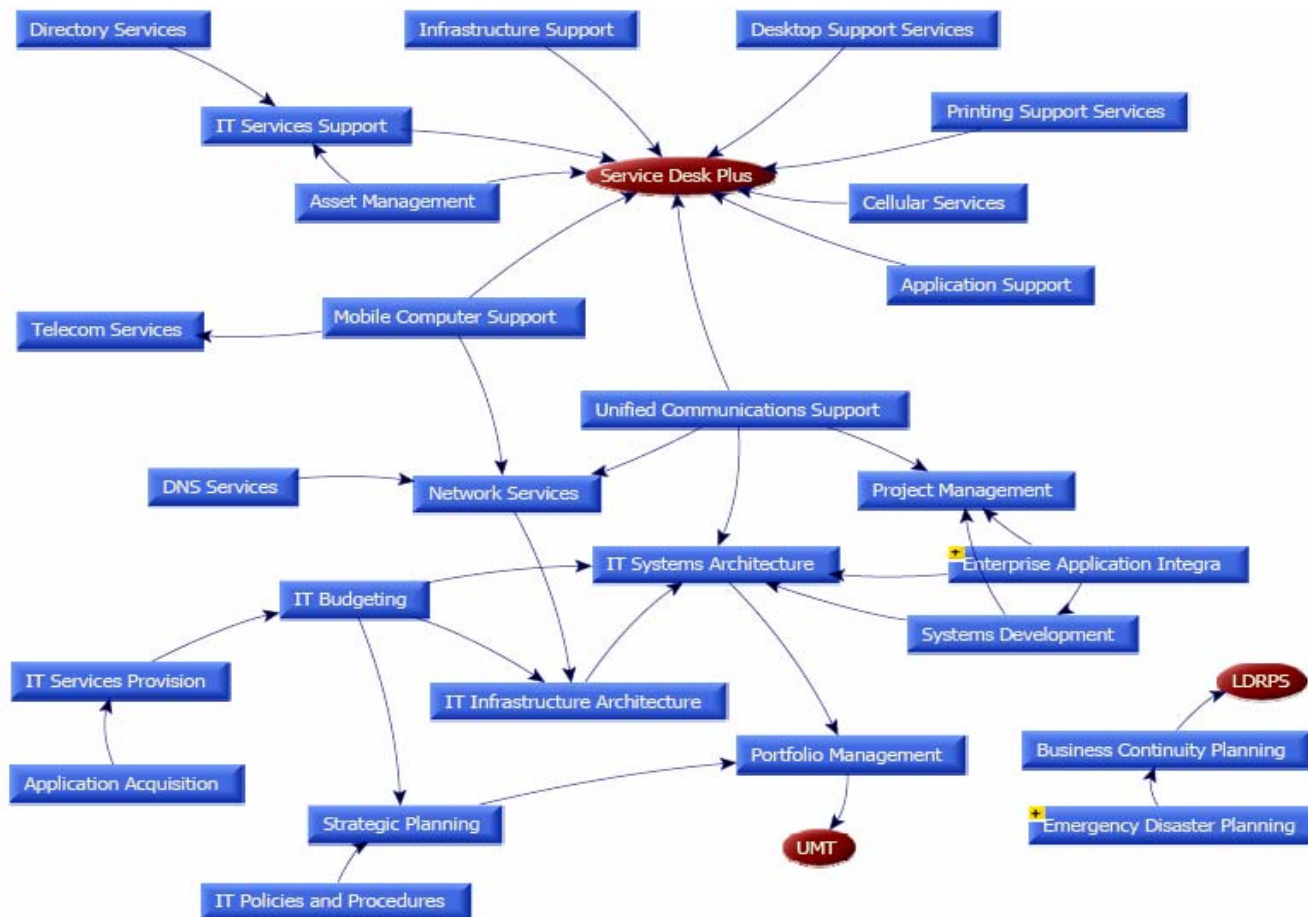 Directory Services
Infrastructure Support
Desktop Support Services
IT Services Support
Printing Support Services
Service Desk Plus
Asset Management
Cellular Services
Application Support
Mobile Computer Support
Telecom Services
Unified Communications Support
DNS Services
Network Services
Project Management
IT Systems Architecture
+
Enterprise Application Integra
IT Budgeting
Systems Development
IT Services Provision
IT Infrastructure Architecture
LDRPS
Business Continuity Planning
Portfolio Management
Application Acquisition
Strategic Planning
+
Emergency Disaster Planning
UMT
IT Policies and Procedures